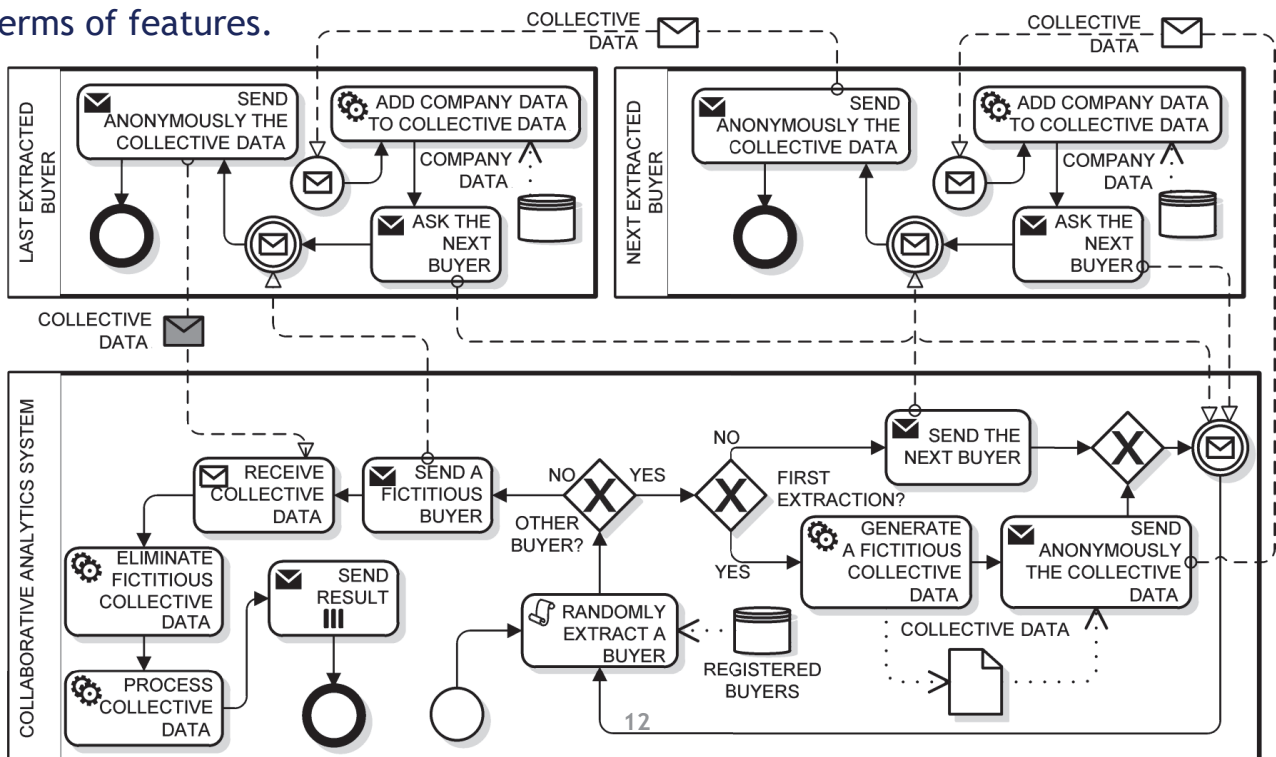 erms of features.
COLLECTIVE
DATA
COLLECTIVE
DATA
LAST EXTRACTED
BUYER
SEND
ANONYMOUSLY THE
COLLECTIVE DATA
ADD COMPANY DATA
TO COLLECTIVE DATA
COMPANY
DATA
ASK THE
NEXT
BUYER
NEXT EXTRACTED
BUYER
SEND
ANONYMOUSLY THE
COLLECTIVE DATA
ADD COMPANY DATA
TO COLLECTIVE DATA
COMPANY
DATA
ASK THE
NEXT
BUYER
COLLECTIVE
DATA
COLLABORATIVE ANALYTICS SYSTEM
RECEIVE
COLLECTIVE
DATA
SEND A
FICTITIOUS
BUYER
NO
YES
OTHER
BUYER?
NO
FIRST
EXTRACTION?
YES
SEND THE
NEXT BUYER
ELIMINATE
FICTITIOUS
COLLECTIVE
DATA
SEND
RESULT
GENERATE
A FICTITIOUS
COLLECTIVE
DATA
SEND
ANONYMOUSLY
THE COLLECTIVE
DATA
RANDOMLY
EXTRACT A
BUYER
REGISTERED
BUYERS
COLLECTIVE DATA
PROCESS
COLLECTIVE
DATA
12